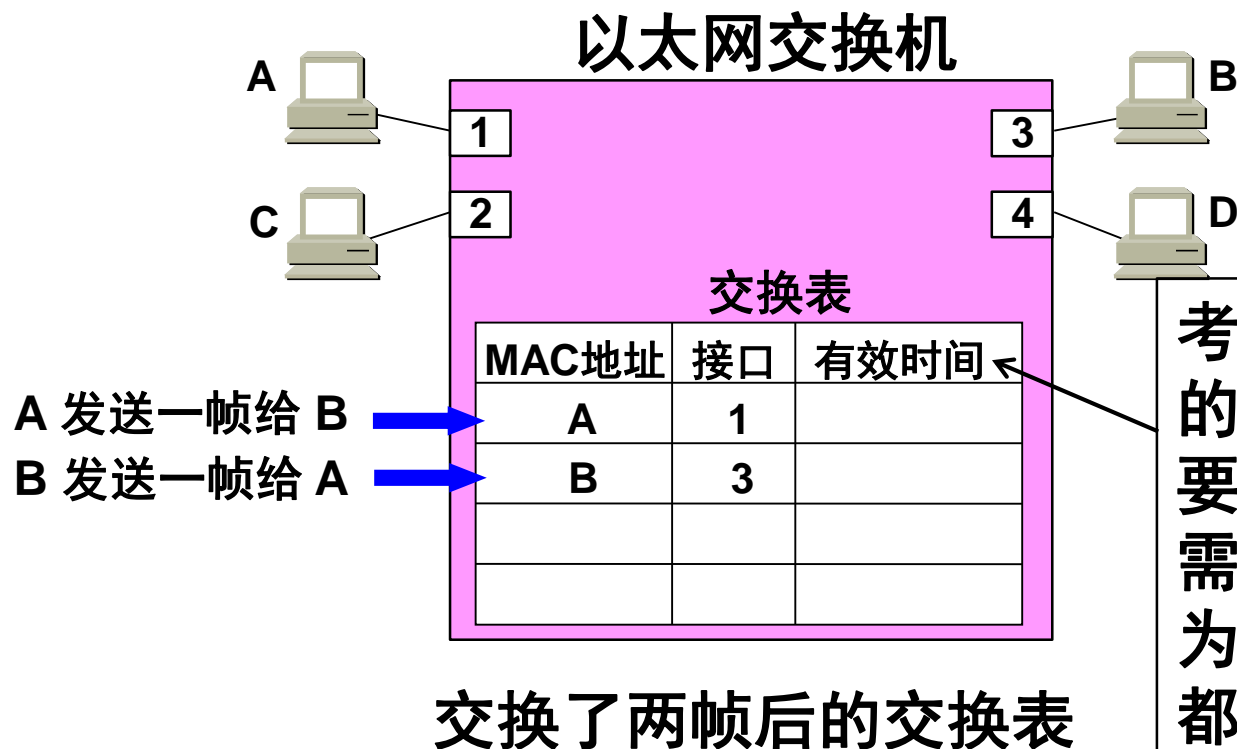 以太网交换机
A
B
1
3
C
2
4
D
交换表
MAC地址 接口 有效时间
A 发送一帧给 B
A 1
B 发送一帧给 A
B 3
考
的
要
需
为
都
交换了两帧后的交换表